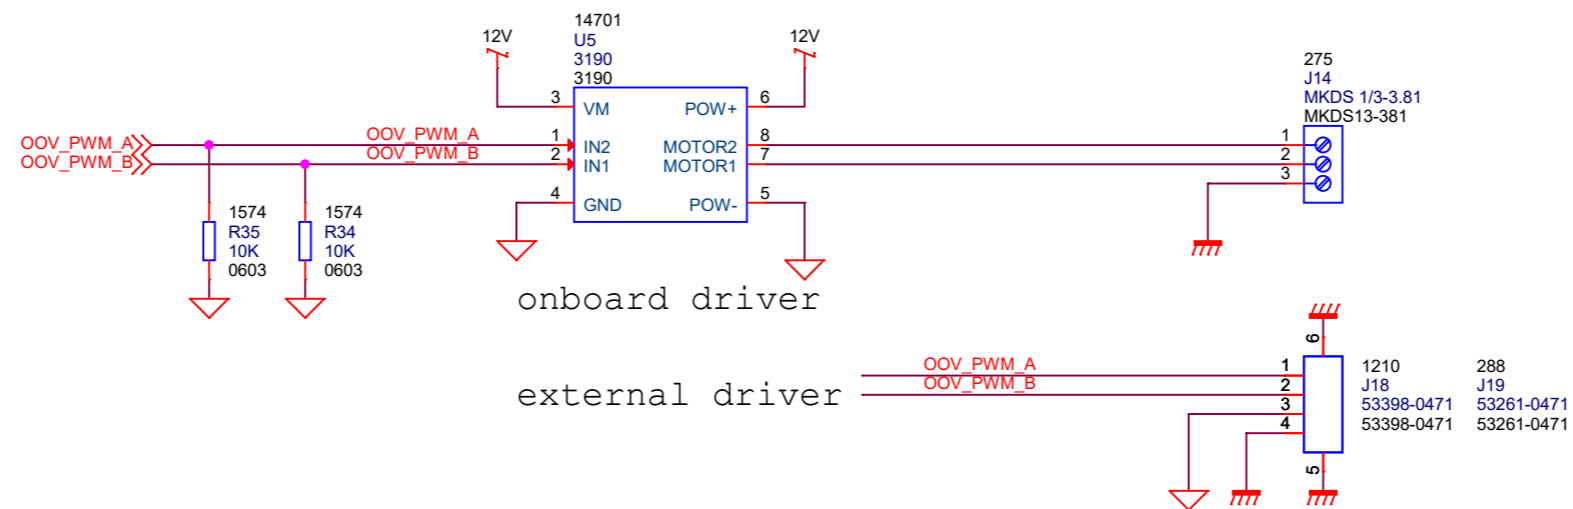 14701
U5
3190
3190
12V
12V
3 VM POW+ 6
OOV_PWM_A OOV_PWM_A 1 IN2 MOTOR2 8
OOV_PWM_B OOV_PWM_B 2 IN1 MOTOR1 7
4 GND POW- 5
275
J14
MKDS 1/3-3.81
MKDS13-381
1
2
3
1574
R35
10K
0603
1574
R34
10K
0603
onboard driver
external driver
OOV_PWM_A
OOV_PWM_B
6
1
2
3
4
5
1210
J18
53398-0471
53398-0471
288
J19
53261-0471
53261-0471